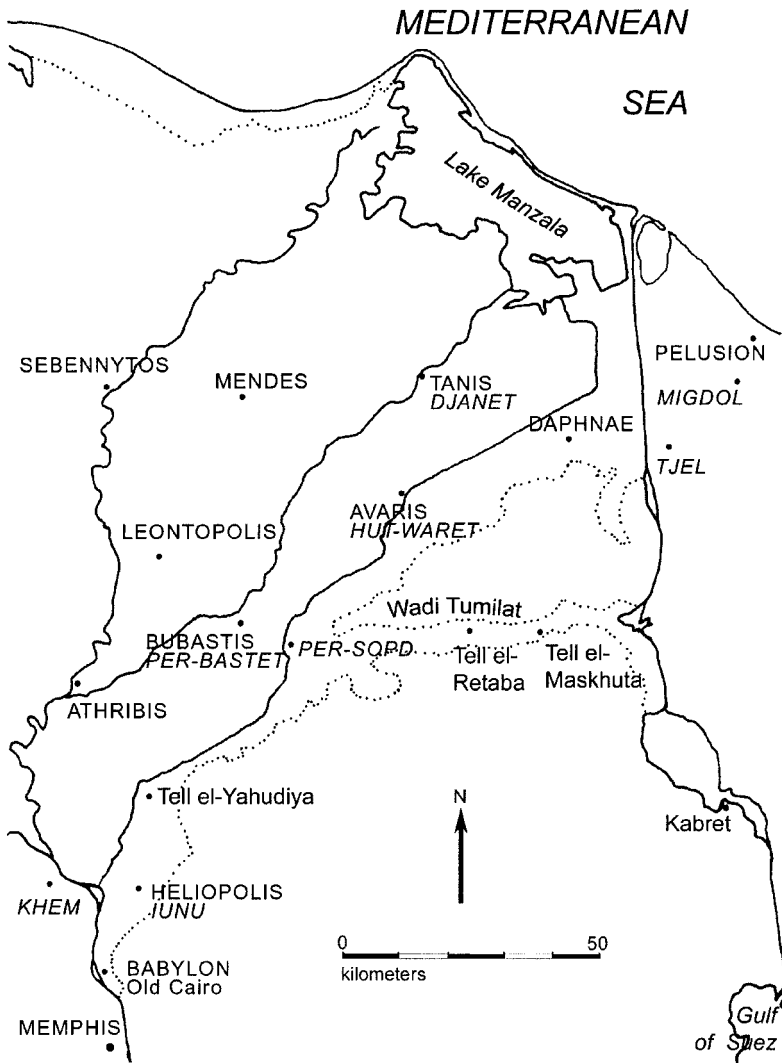 MEDITERRANEAN
SEA
Lake Manzala
PELUSION
SEBENNYTOS
MENDES
TANIS
DJANET
MIGDOL
DAPHNAE
TJEL
AVARIS
HUT-WARET
LEONTOPOLIS
Wadi Tumilat
BUBASTIS
PER-BASTET
PER-SOPD
Tell el-
Retaba
Tell el-
Maskhuta
ATHRIBIS
Tell el-Yahudiya
N
Kabret
HELIOPOLIS
IUNU
KHEM
0 50
kilometers
BABYLON
Old Cairo
MEMPHIS
Gulf
of Suez